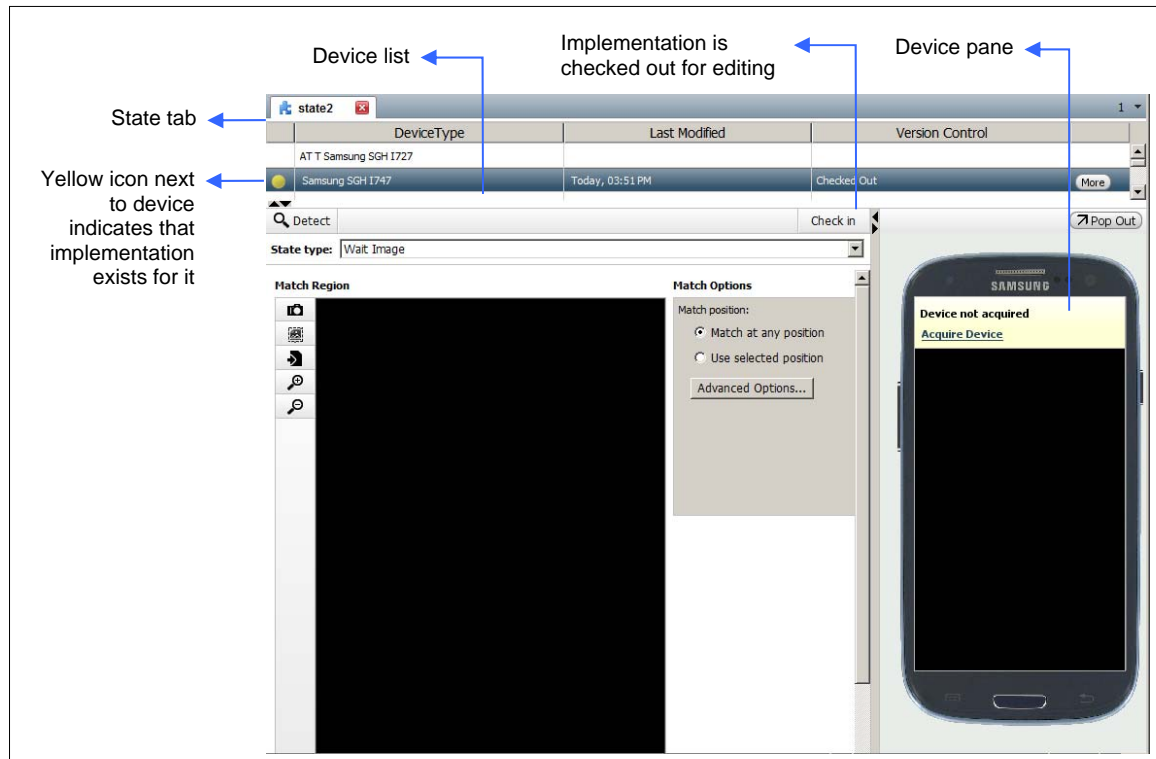 Device list
Implementation is
checked out for editing
Device pane
State tab
Yellow icon next
to device
indicates that
implementation
exists for it
state2
1
DeviceType Last Modified Version Control
AT T Samsung SGH I727
Samsung SGH I747 Today, 03:51 PM Checked Out More
Detect Check in Pop Out
State type: Wait Image
Match Region Match Options
Match position:
Match at any position
Use selected position
Advanced Options...
SAMSUNG
Device not acquired
Acquire Device